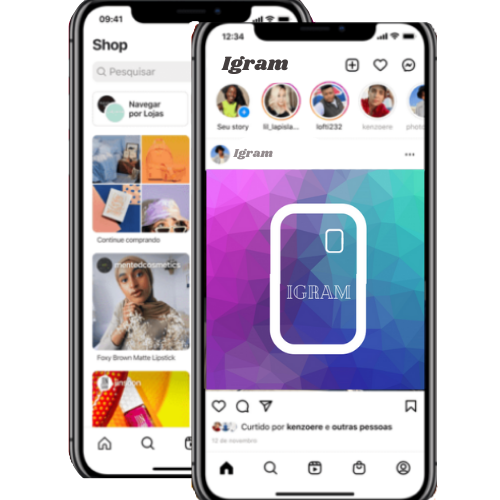 09:41
Shop
Pesquisar
Navegar
por Lojas
Continue comprando
mentedcosmetics
Foxy Brown Matte Lipstick
12:34
Igram
Seu story
lil_lapisla...
lofti232
kenzoere
photo
Igram
IGRAM
Curtido por kenzoere e outras pessoas
12 de novembro